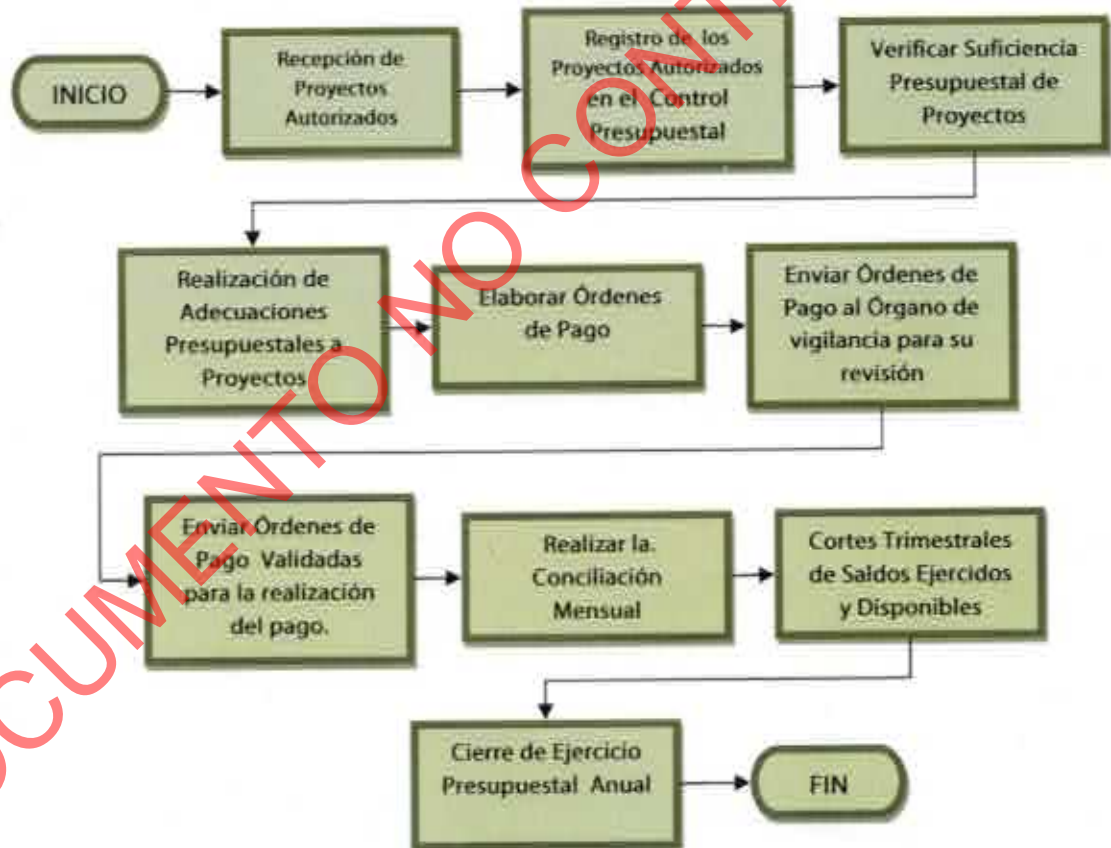 INICIO
Recepción de
Proyectos
Autorizados
Registro de los
Proyectos Autorizados
en el Control
Presupuestal
Verificar Suficiencia
Presupuestal de
Proyectos
Realización de
Adecuaciones
Presupuestales a
Proyectos
Elaborar Órdenes
de Pago
Enviar Órdenes de
Pago al Órgano de
vigilancia para su
revisión
Enviar Órdenes de
Pago Validadas
para la realización
del pago.
Realizar la.
Conciliación
Mensual
Cortes Trimestrales
de Saldos Ejercidos
y Disponibles
Cierre de Ejercicio
Presupuestal Anual
FIN
DOCUMENTO NO CONT